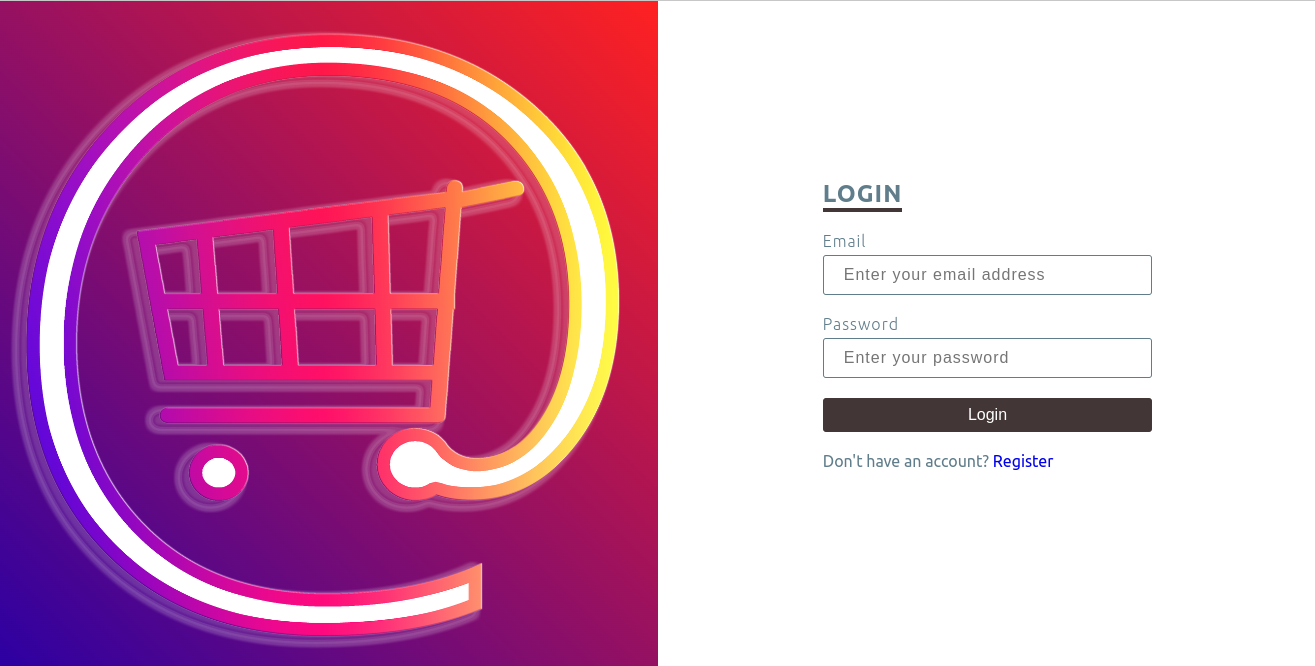 LOGIN
Email
Enter your email address
Password
Enter your password
Login
Don't have an account? Register